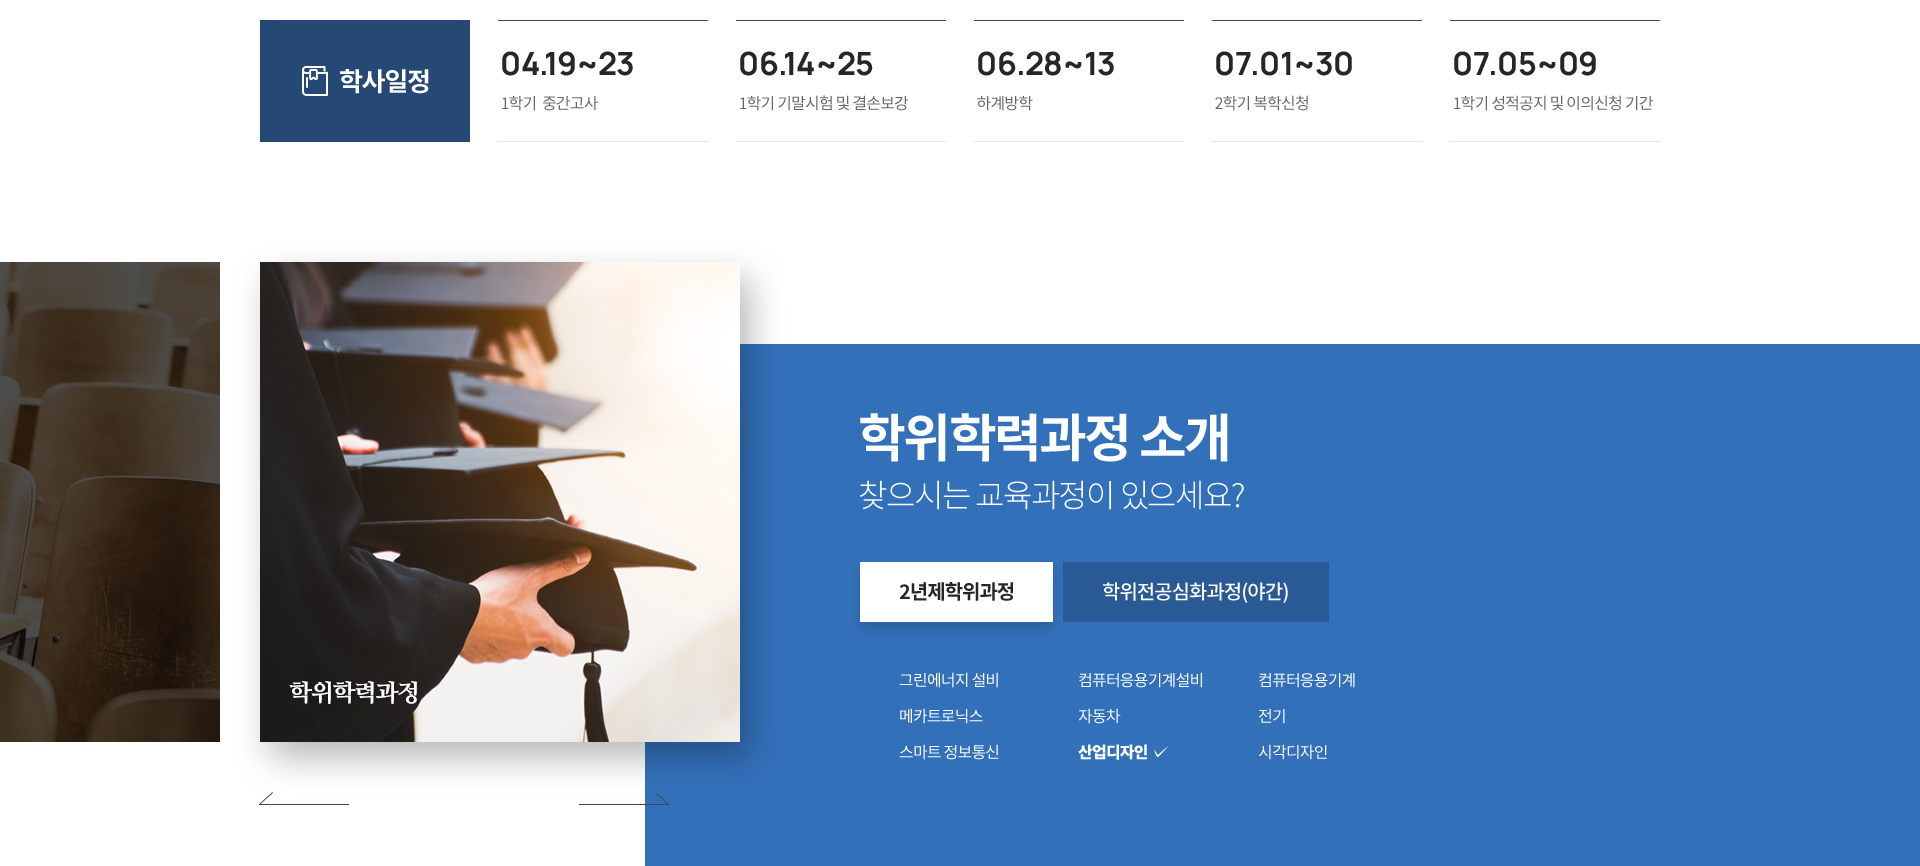 학사일정
04.19~23
1학기 중간고사
06.14~25
1학기 기말시험 및 결손보강
06.28~13
하계방학
07.01~30
2학기 복학신청
07.05~09
1학기 성적공지 및 이의신청 기간
학위학력과정
학위학력과정 소개
찾으시는 교육과정이 있으세요?
2년제학위과정
학위전공심화과정(야간)
그린에너지 설비
컴퓨터응용기계설비
컴퓨터응용기계
메카트로닉스
자동차
전기
스마트 정보통신
산업디자인 ✓
시각디자인